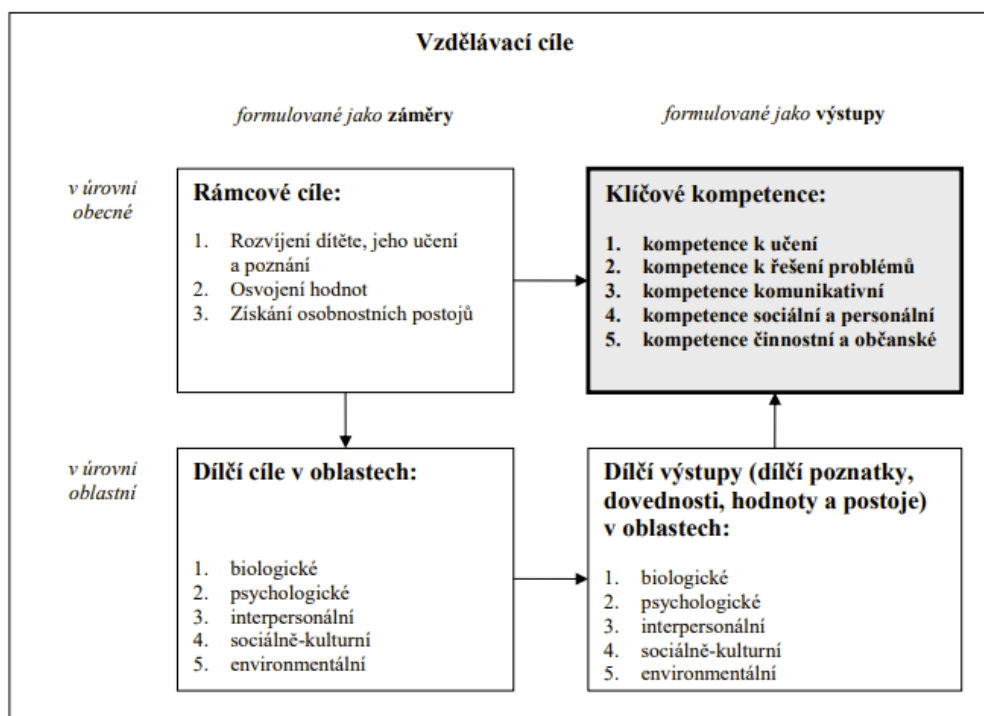 Vzdělávací cíle
formulované jako záměry
formulované jako výstupy
v úrovni
obecné
Rámcové cíle:
1. Rozvíjení dítěte, jeho učení
a poznání
2. Osvojení hodnot
3. Získání osobnostních postojů
Klíčové kompetence:
1. kompetence k učení
2. kompetence k řešení problémů
3. kompetence komunikativní
4. kompetence sociální a personální
5. kompetence činnostní a občanské
v úrovni
oblastní
Dílčí cíle v oblastech:
1. biologické
2. psychologické
3. interpersonální
4. sociálně-kulturní
5. environmentální
Dílčí výstupy (dílčí poznatky,
dovednosti, hodnoty a postoje)
v oblastech:
1. biologické
2. psychologické
3. interpersonální
4. sociálně-kulturní
5. environmentální